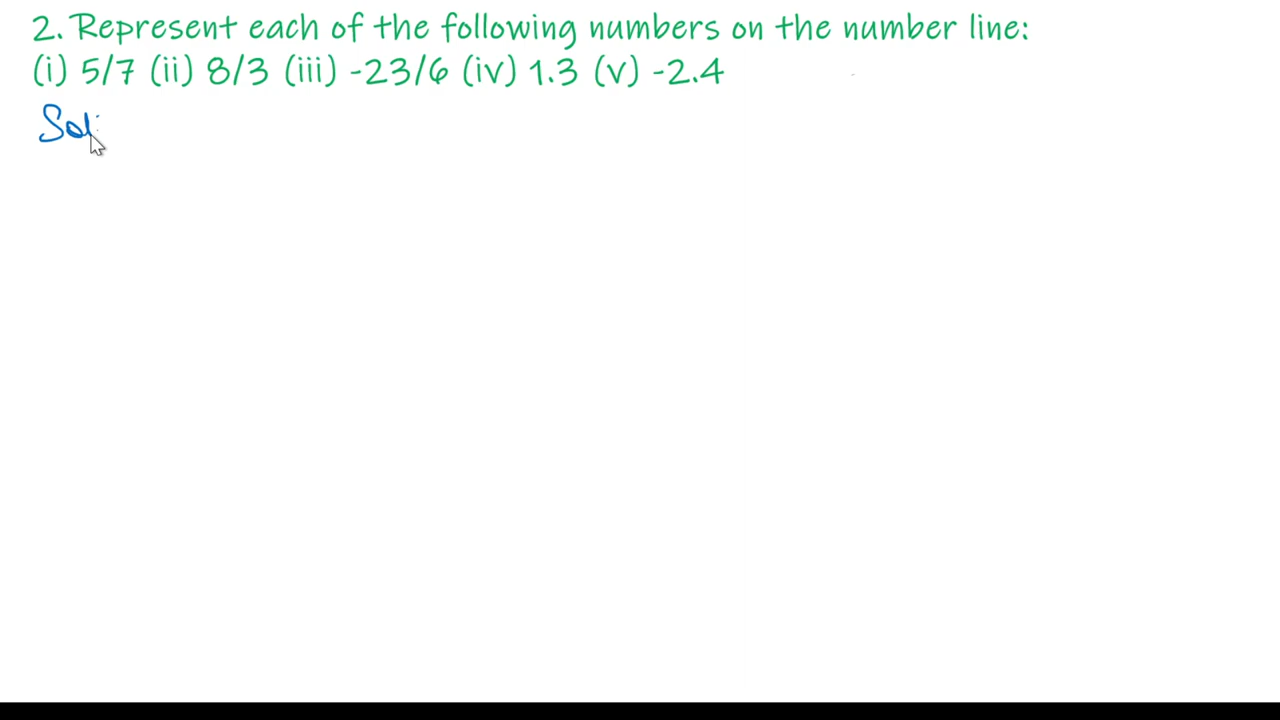 2. Represent each of the following numbers on the number line:
(i) 5/7 (ii) 8/3 (iii) -23/6 (iv) 1.3 (v) -2.4
Sol: